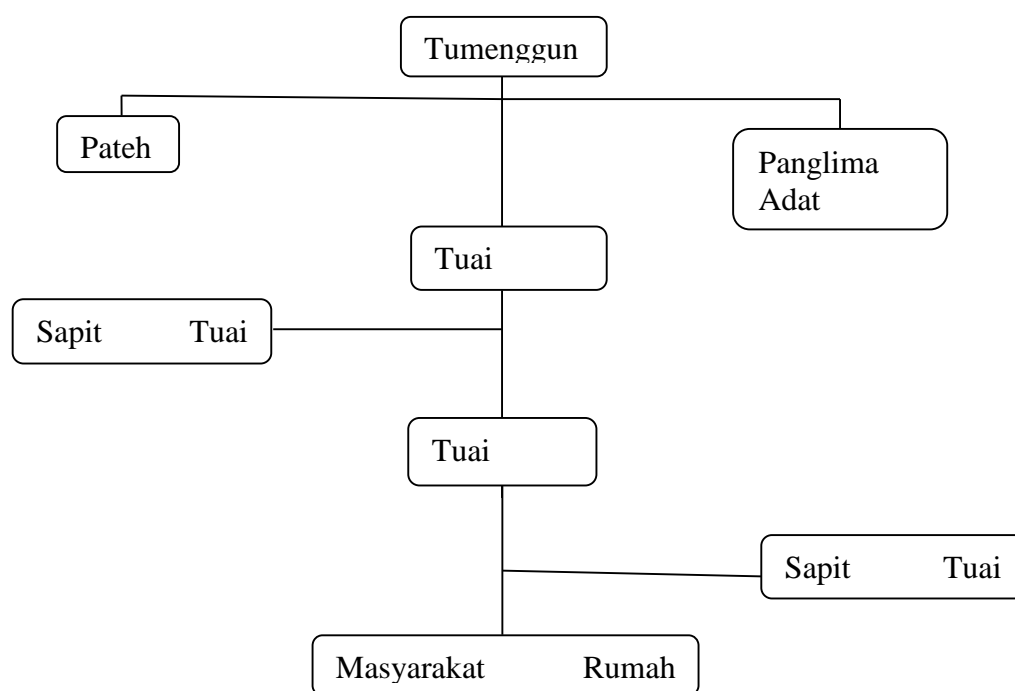 Tumenggun
Pateh
Panglima
Adat
Tuai
Sapit Tuai
Tuai
Sapit Tuai
Masyarakat Rumah